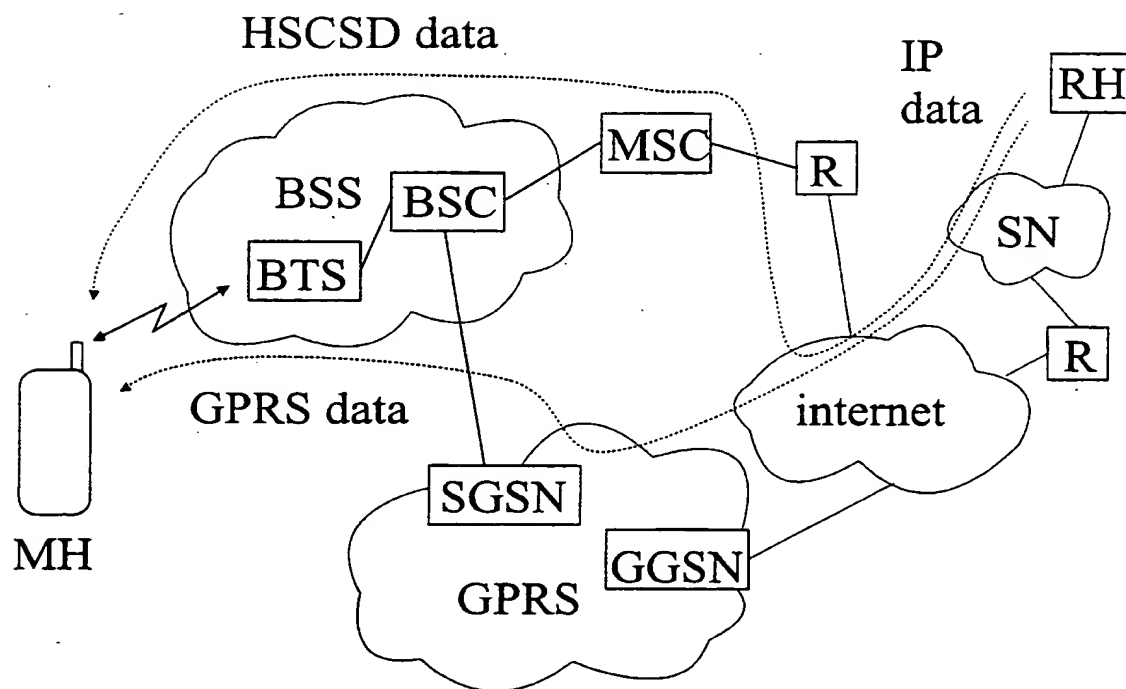 HSCSD data
IP
data
RH
MSC
R
BSS
BSC
SN
BTS
R
GPRS data
internet
SGSN
MH
GGSN
GPRS